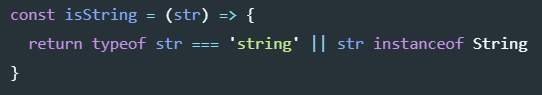 const isString = (str) => {
  return typeof str === 'string' || str instanceof String
}